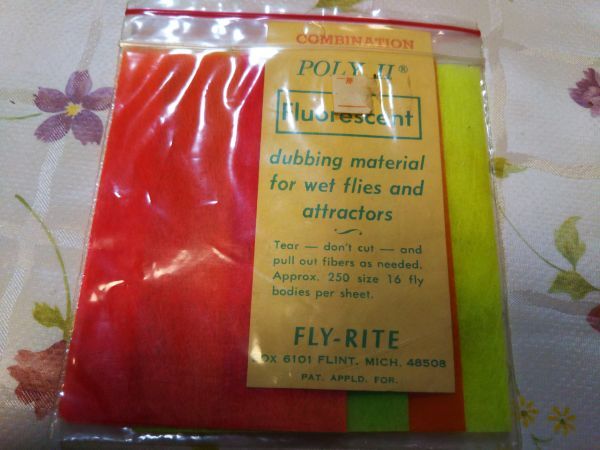 COMBINATION
POLY II®
Fluorescent
dubbing material
for wet flies and
attractors
Tear — don't cut — and
pull out fibers as needed.
Approx. 250 size 16 fly
bodies per sheet.
FLY-RITE
BOX 6101 FLINT, MICH. 48508
PAT. APPLD. FOR.